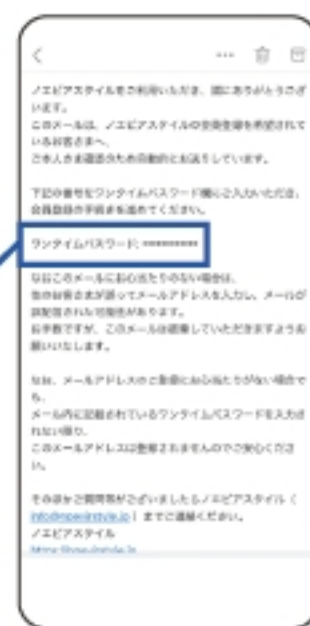 ノエビアスタイルをご利用いただき、誠にありがとうござ
います。
このメールは、ノエビアスタイルの会員登録を希望されて
いるお客さまへ、
ご本人さま確認のため自動的にお送りしています。
下記の番号をワンタイムパスワード欄にご入力いただき、
会員登録の手続きを進めてください。
ワンタイムパスワード: **********
なおこのメールにお心当たりのない場合は、
他のお客さまが誤ってメールアドレスを入力し、メールが
誤配信された可能性があります。
お手数ですが、このメールは破棄していただきますようお
願いいたします。
なお、メールアドレスのご登録にお心当たりがない場合で
も、
メール内に記載されているワンタイムパスワードを入力さ
れない限り、
このメールアドレスは登録されませんのでご安心くださ
い。
そのほかご質問等がございましたらノエビアスタイル（
）までご連絡ください。
ノエビアスタイル